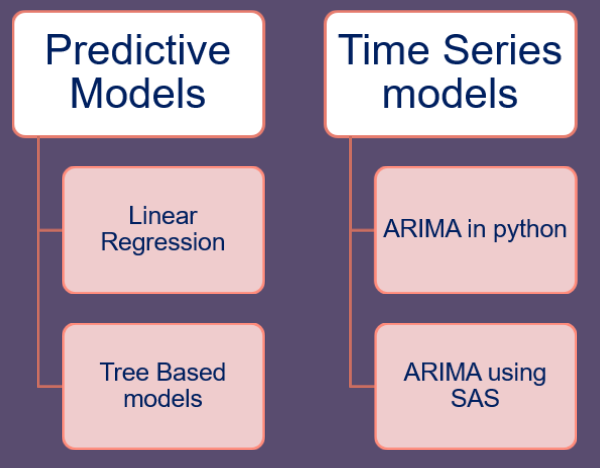 Predictive
Models
Linear
Regression
Tree Based
models
Time Series
models
ARIMA in python
ARIMA using
SAS